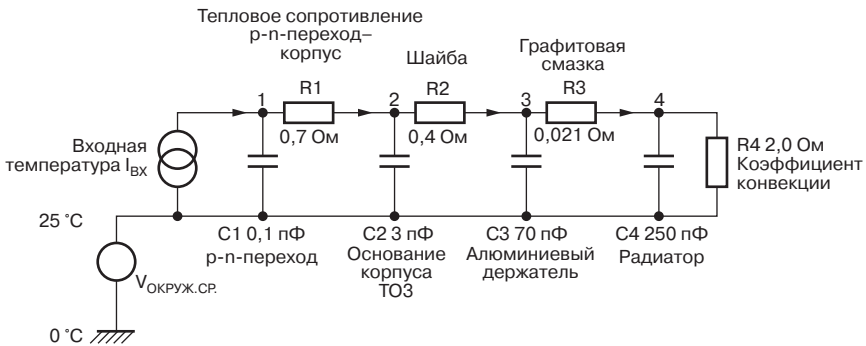 Тепловое сопротивление
p-n-переход–
корпус
Шайба
Графитовая
смазка
1
R1
2
R2
3
R3
4
0,7 Ом
0,4 Ом
0,021 Ом
Входная
температура I ВХ
R4 2,0 Ом
Коэффициент
конвекции
25 °C
C1 0,1 пФ
p-n-переход
C2 3 пФ
Основание
корпуса
ТО3
C3 70 пФ
Алюминиевый
держатель
C4 250 пФ
Радиатор
V ОКРУЖ.СР.
0 °C